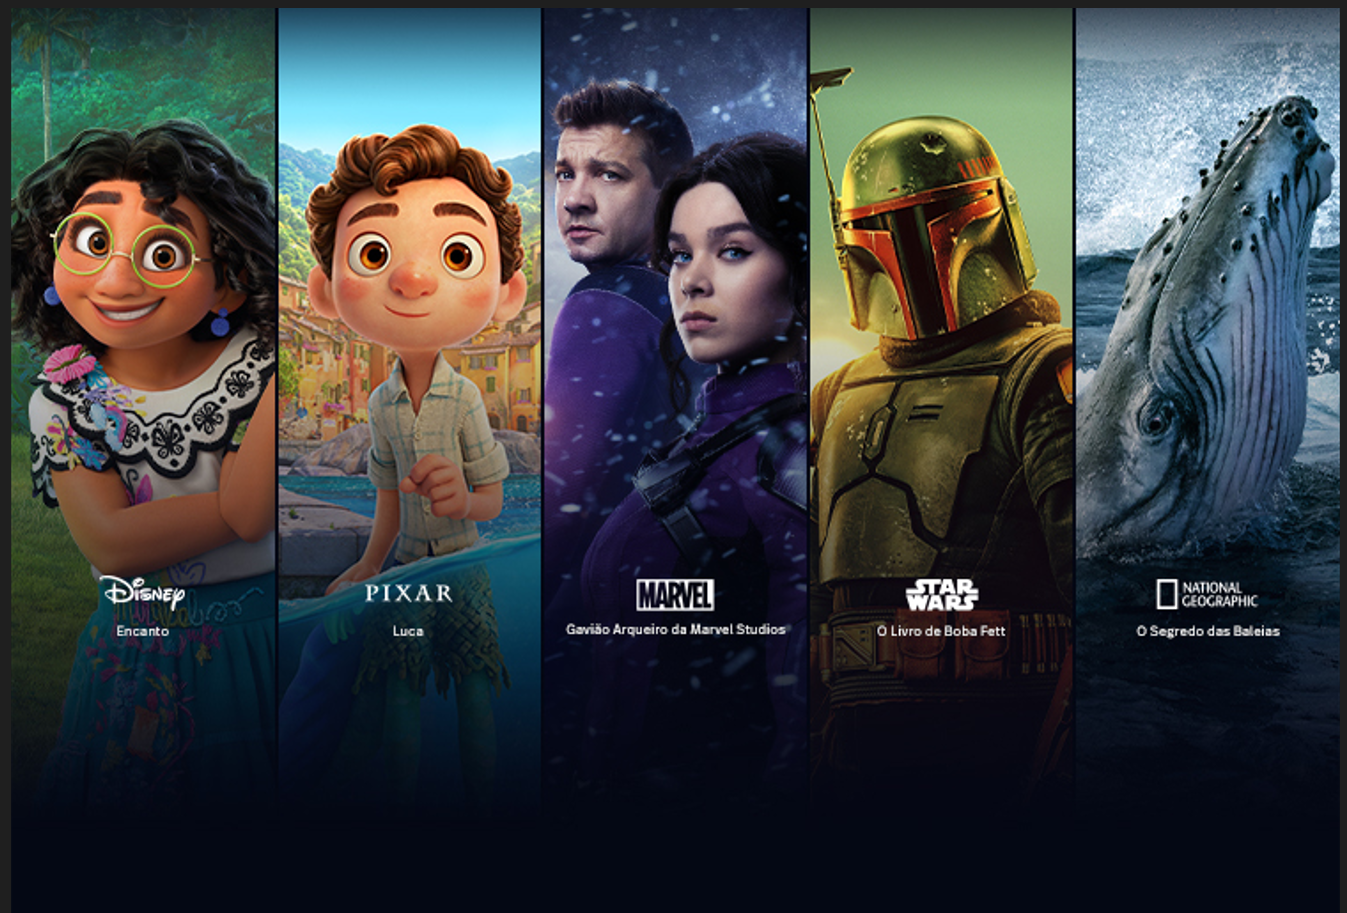 Disney
Encanto
PIXAR
Luca
MARVEL
Gavião Arqueiro da Marvel Studios
STAR
WARS
O Livro de Boba Fett
NATIONAL
GEOGRAPHIC
O Segredo das Baleias